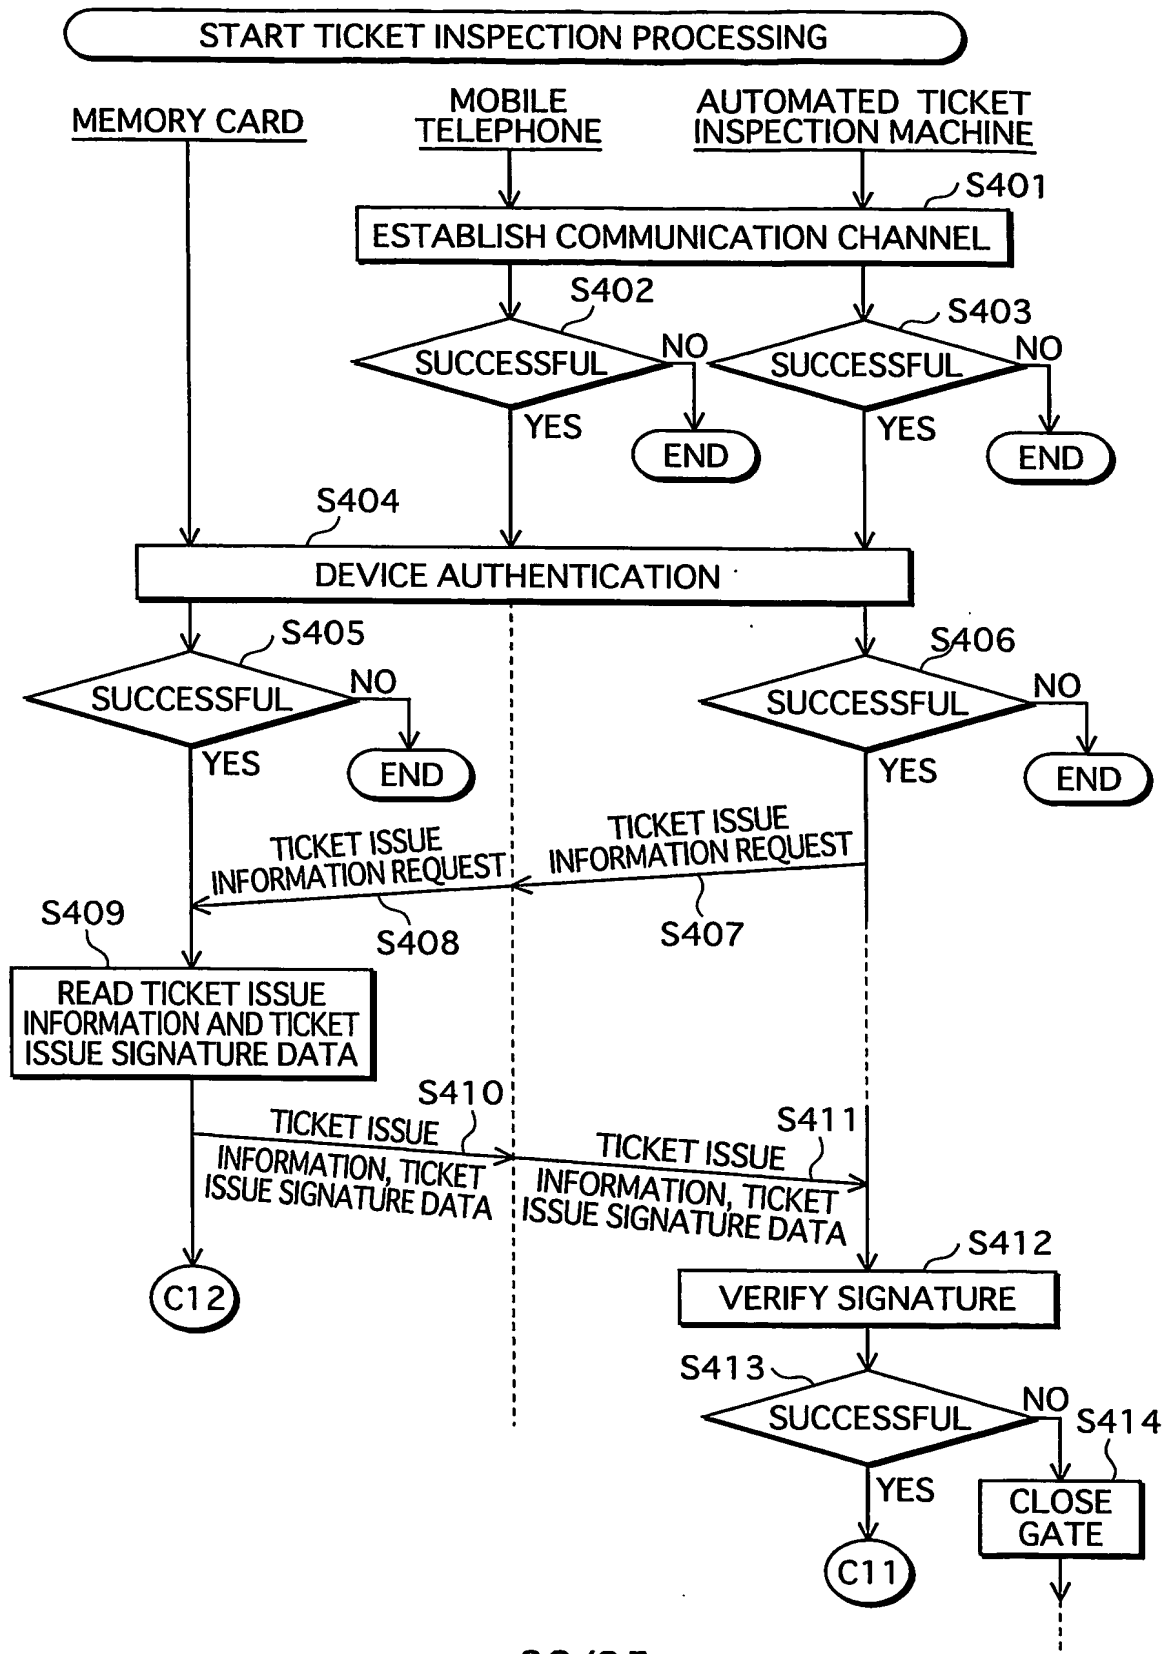 START TICKET INSPECTION PROCESSING
MEMORY CARD
MOBILE
TELEPHONE
AUTOMATED TICKET
INSPECTION MACHINE
S401
ESTABLISH COMMUNICATION CHANNEL
S402
S403
SUCCESSFUL
NO
SUCCESSFUL
NO
YES
END
YES
END
S404
DEVICE AUTHENTICATION
S405
S406
SUCCESSFUL
NO
SUCCESSFUL
NO
YES
END
YES
END
TICKET ISSUE
INFORMATION REQUEST
TICKET ISSUE
INFORMATION REQUEST
S408
S407
S409
READ TICKET ISSUE
INFORMATION AND TICKET
ISSUE SIGNATURE DATA
S410
TICKET ISSUE
INFORMATION, TICKET
ISSUE SIGNATURE DATA
S411
TICKET ISSUE
INFORMATION, TICKET
ISSUE SIGNATURE DATA
C12
S412
VERIFY SIGNATURE
S413
SUCCESSFUL
NO
S414
YES
CLOSE
GATE
C11